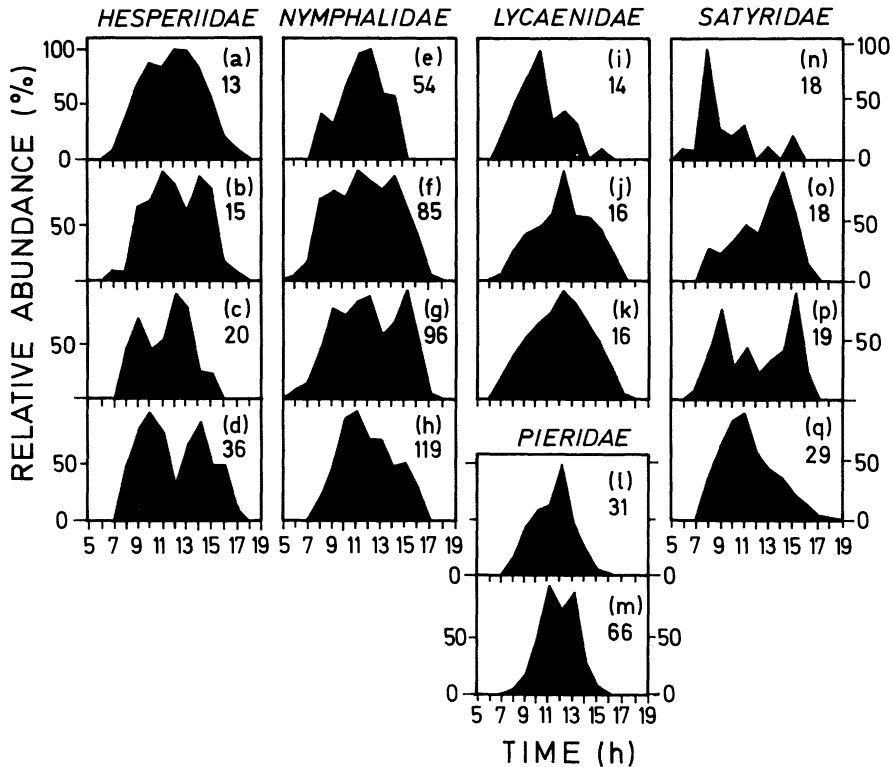 HESPERIIDAE NYMPHALIDAE LYCAENIDAE SATYRIDAE
RELATIVE ABUNDANCE (%)
100 (a) (e) (i) (n) 100
13 54 14 18
50 50
0 0
(b) (f) (j) (o)
15 85 16 18
50 50
(c) (g) (k) (p)
20 96 16 19
50 50
(d) (h) PIERIDAE (q)
36 119 29
50 50
0 0
5 7 9 11 13 15 17 19 5 7 9 11 13 15 17 19 5 7 9 11 13 15 17 19
(l)
31
0 0
(m)
66
50 50
0 0
5 7 9 11 13 15 17 19
TIME (h)